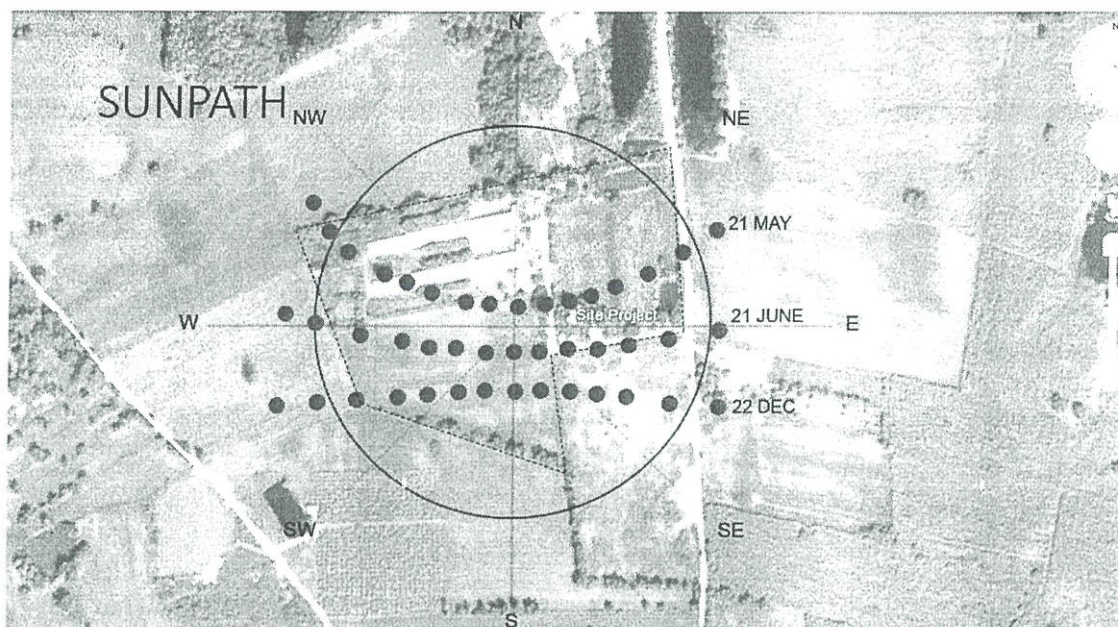 N
SUNPATH
NW
NE
21 MAY
Site Project
W
E
21 JUNE
22 DEC
SW
SE
S